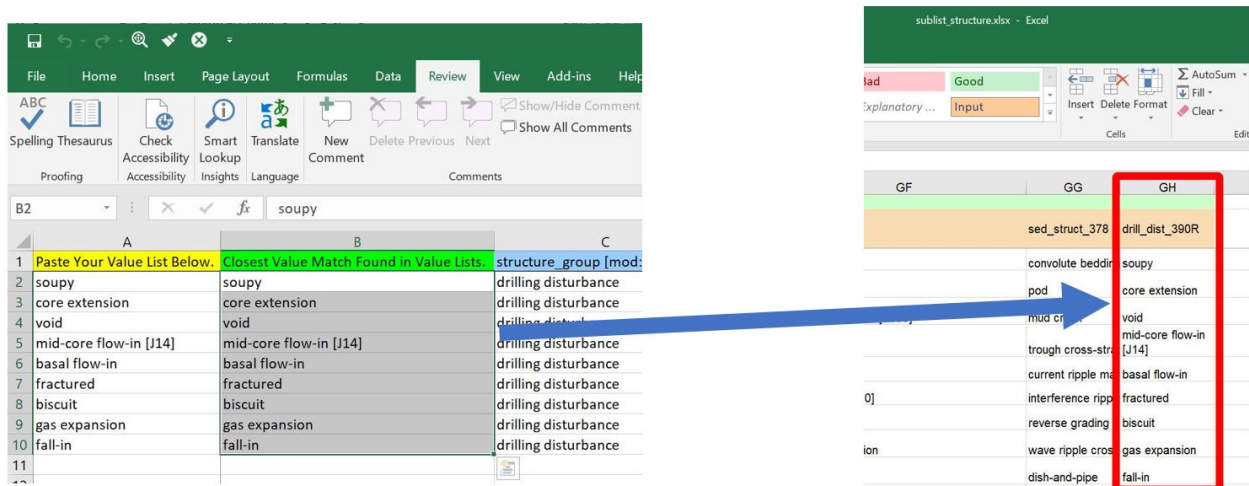 sublist_structure.xlsx - Excel
File Home Insert Page Layout Formulas Data Review View Add-ins Help
ABC
Spelling Thesaurus Check Accessibility Smart Lookup Translate New Comment Delete Previous Next Show/Hide Comment
Show All Comments
Proofing Accessibility Insights Language Comments
B2 fx soupy
A B C
1 Paste Your Value List Below. Closest Value Match Found in Value Lists. structure_group [mod:
2 soupy soupy drilling disturbance
3 core extension core extension drilling disturbance
4 void void drilling disturbance
5 mid-core flow-in [J14] mid-core flow-in [J14] drilling disturbance
6 basal flow-in basal flow-in drilling disturbance
7 fractured fractured drilling disturbance
8 biscuit biscuit drilling disturbance
9 gas expansion gas expansion drilling disturbance
10 fall-in fall-in drilling disturbance
11
Bad Good
Explanatory ... Input
Insert Delete Format
AutoSum
Fill
Clear
Cells Edit
GF GG GH
sed_struct_378 drill_dist_390R
convolute beddin soupy
pod core extension
mud void
trough cross-stra mid-core flow-in [J14]
current ripple ma basal flow-in
0] interference ripp fractured
reverse grading biscuit
ion wave ripple cros gas expansion
dish-and-pipe fall-in